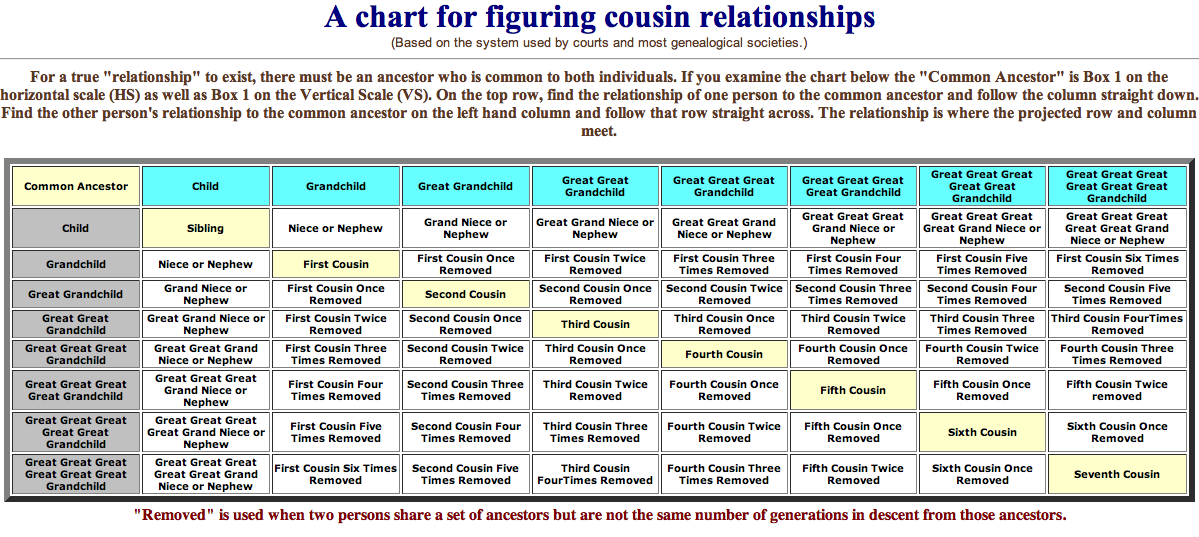 A chart for figuring cousin relationships
(Based on the system used by courts and most genealogical societies.)
For a true "relationship" to exist, there must be an ancestor who is common to both individuals. If you examine the chart below the "Common Ancestor" is Box 1 on the
horizontal scale (HS) as well as Box 1 on the Vertical Scale (VS). On the top row, find the relationship of one person to the common ancestor and follow the column straight down.
Find the other person's relationship to the common ancestor on the left hand column and follow that row straight across. The relationship is where the projected row and column
meet.
Common Ancestor
Child
Grandchild
Great Grandchild
Great Great
Grandchild
Great Great Great
Grandchild
Great Great Great
Great Grandchild
Great Great Great
Great Great
Grandchild
Great Great Great
Great Great Great
Grandchild
Child
Sibling
Niece or Nephew
Grand Niece or
Nephew
Great Grand Niece or
Nephew
Great Great Grand
Niece or Nephew
Great Great Great
Grand Niece or
Nephew
Great Great Great
Great Grand Niece or
Nephew
Great Great Great
Great Great Grand
Niece or Nephew
Grandchild
Niece or Nephew
First Cousin
First Cousin Once
Removed
First Cousin Twice
Removed
First Cousin Three
Times Removed
First Cousin Four
Times Removed
First Cousin Five
Times Removed
First Cousin Six Times
Removed
Great Grandchild
Grand Niece or
Nephew
First Cousin Once
Removed
Second Cousin
Second Cousin Once
Removed
Second Cousin Twice
Removed
Second Cousin Three
Times Removed
Second Cousin Four
Times Removed
Second Cousin Five
Times Removed
Great Great
Grandchild
Great Grand Niece or
Nephew
First Cousin Twice
Removed
Second Cousin Once
Removed
Third Cousin
Third Cousin Once
Removed
Third Cousin Twice
Removed
Third Cousin Three
Times Removed
Third Cousin FourTimes
Removed
Great Great Great
Grandchild
Great Great Grand
Niece or Nephew
First Cousin Three
Times Removed
Second Cousin Twice
Removed
Third Cousin Once
Removed
Fourth Cousin
Fourth Cousin Once
Removed
Fourth Cousin Twice
Removed
Fourth Cousin Three
Times Removed
Great Great Great
Great Grandchild
Great Great Great
Grand Niece or
Nephew
First Cousin Four
Times Removed
Second Cousin Three
Times Removed
Third Cousin Twice
Removed
Fourth Cousin Once
Removed
Fifth Cousin
Fifth Cousin Once
Removed
Fifth Cousin Twice
removed
Great Great Great
Great Great
Grandchild
Great Great Great
Great Grand Niece or
Nephew
First Cousin Five
Times Removed
Second Cousin Four
Times Removed
Third Cousin Three
Times Removed
Fourth Cousin Twice
Removed
Fifth Cousin Once
Removed
Sixth Cousin
Sixth Cousin Once
Removed
Great Great Great
Great Great Great
Grandchild
Great Great Great
Great Great Grand
Niece or Nephew
First Cousin Six Times
Removed
Second Cousin Five
Times Removed
Third Cousin
FourTimes Removed
Fourth Cousin Three
Times Removed
Fifth Cousin Twice
Removed
Sixth Cousin Once
Removed
Seventh Cousin
"Removed" is used when two persons share a set of ancestors but are not the same number of generations in descent from those ancestors.